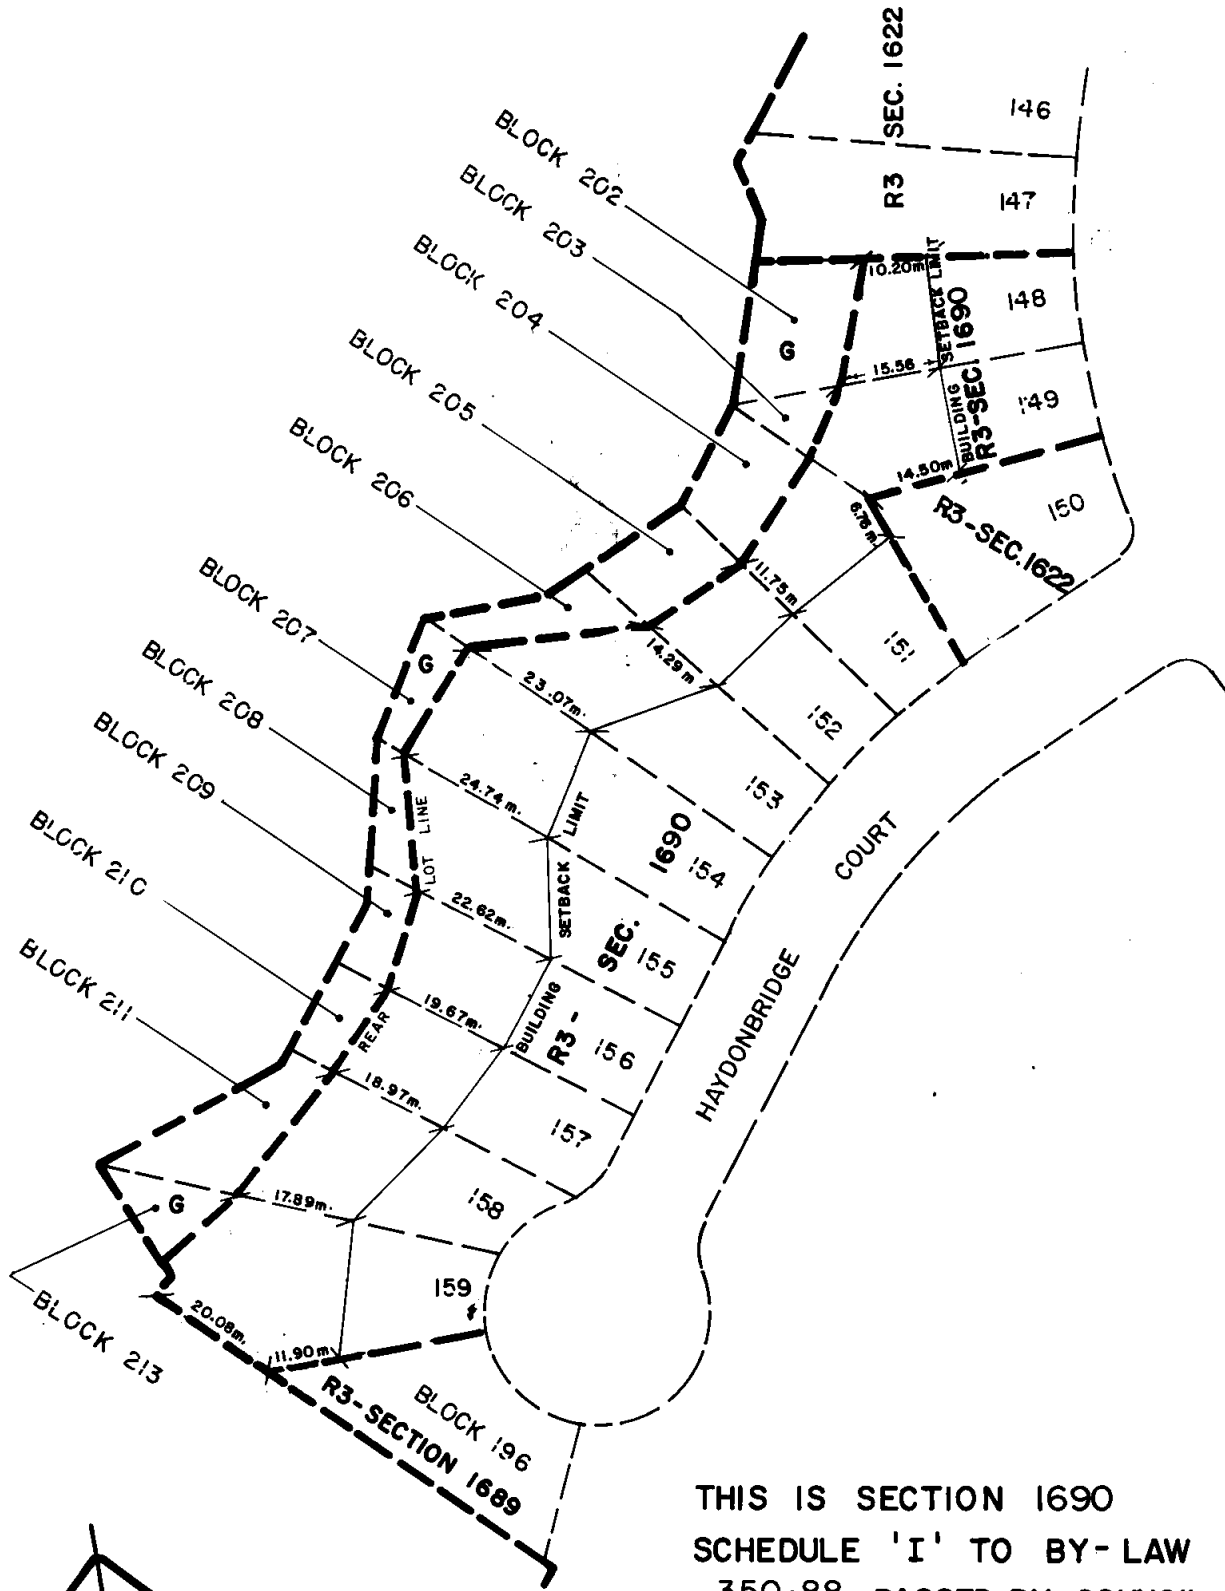 SEC. 1622
R3
146
147
BLOCK 202
BLOCK 203
BLOCK 204
BLOCK 205
BLOCK 206
BLOCK 207
BLOCK 208
BLOCK 209
BLOCK 210
BLOCK 211
BLOCK 213
G
10.20m
BUILDING SETBACK LIMIT
R3-SEC. 1690
148
15.56
149
14.50m
R3-SEC. 1622
150
6.76m.
11.75m
151
14.29m
152
G
23.07m.
153
24.74m.
LOT LINE
REAR
BUILDING SETBACK LIMIT
R3- SEC. 1690
154
22.62m.
155
19.67m.
156
18.97m.
157
158
17.89m.
G
159
20.08m.
11.90m
R3-SECTION 1689
BLOCK 196
HAYDONBRIDGE COURT
THIS IS SECTION 1690
SCHEDULE 'I' TO BY-LAW
350-88 PASSED BY COUNCIL